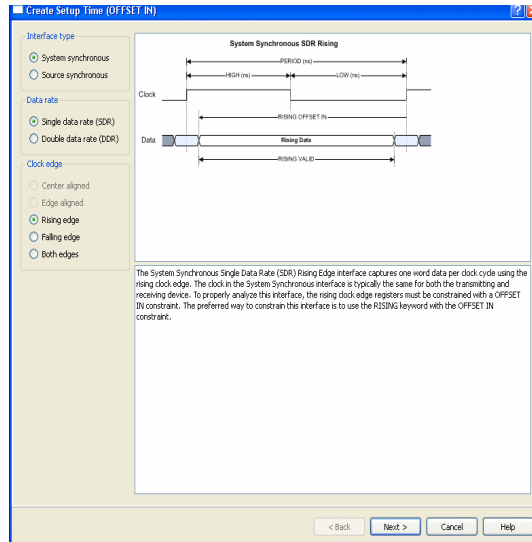 Create Setup Time (OFFSET IN)
Interface type
System synchronous
Source synchronous
Data rate
Single data rate (SDR)
Double data rate (DDR)
Clock edge
Center aligned
Edge aligned
Rising edge
Falling edge
Both edges
System Synchronous SDR Rising
PERIOD (ns)
HIGH (ns)
LOW (ns)
Clock
RISING OFFSET IN
Data
Rising Data
RISING VALID
The System Synchronous Single Data Rate (SDR) Rising Edge interface captures one word data per clock cycle using the
rising clock edge. The clock in the System Synchronous interface is typically the same for both the transmitting and
receiving device. To properly analyze this interface, the rising clock edge registers must be constrained with a OFFSET
IN constraint. The preferred way to constrain this interface is to use the RISING keyword with the OFFSET IN
constraint.
< Back
Next >
Cancel
Help